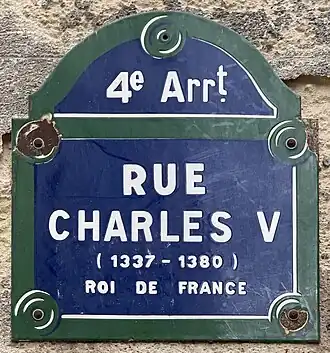 4e Arrt.
RUE
CHARLES V
( 1337 - 1380 )
ROI DE FRANCE